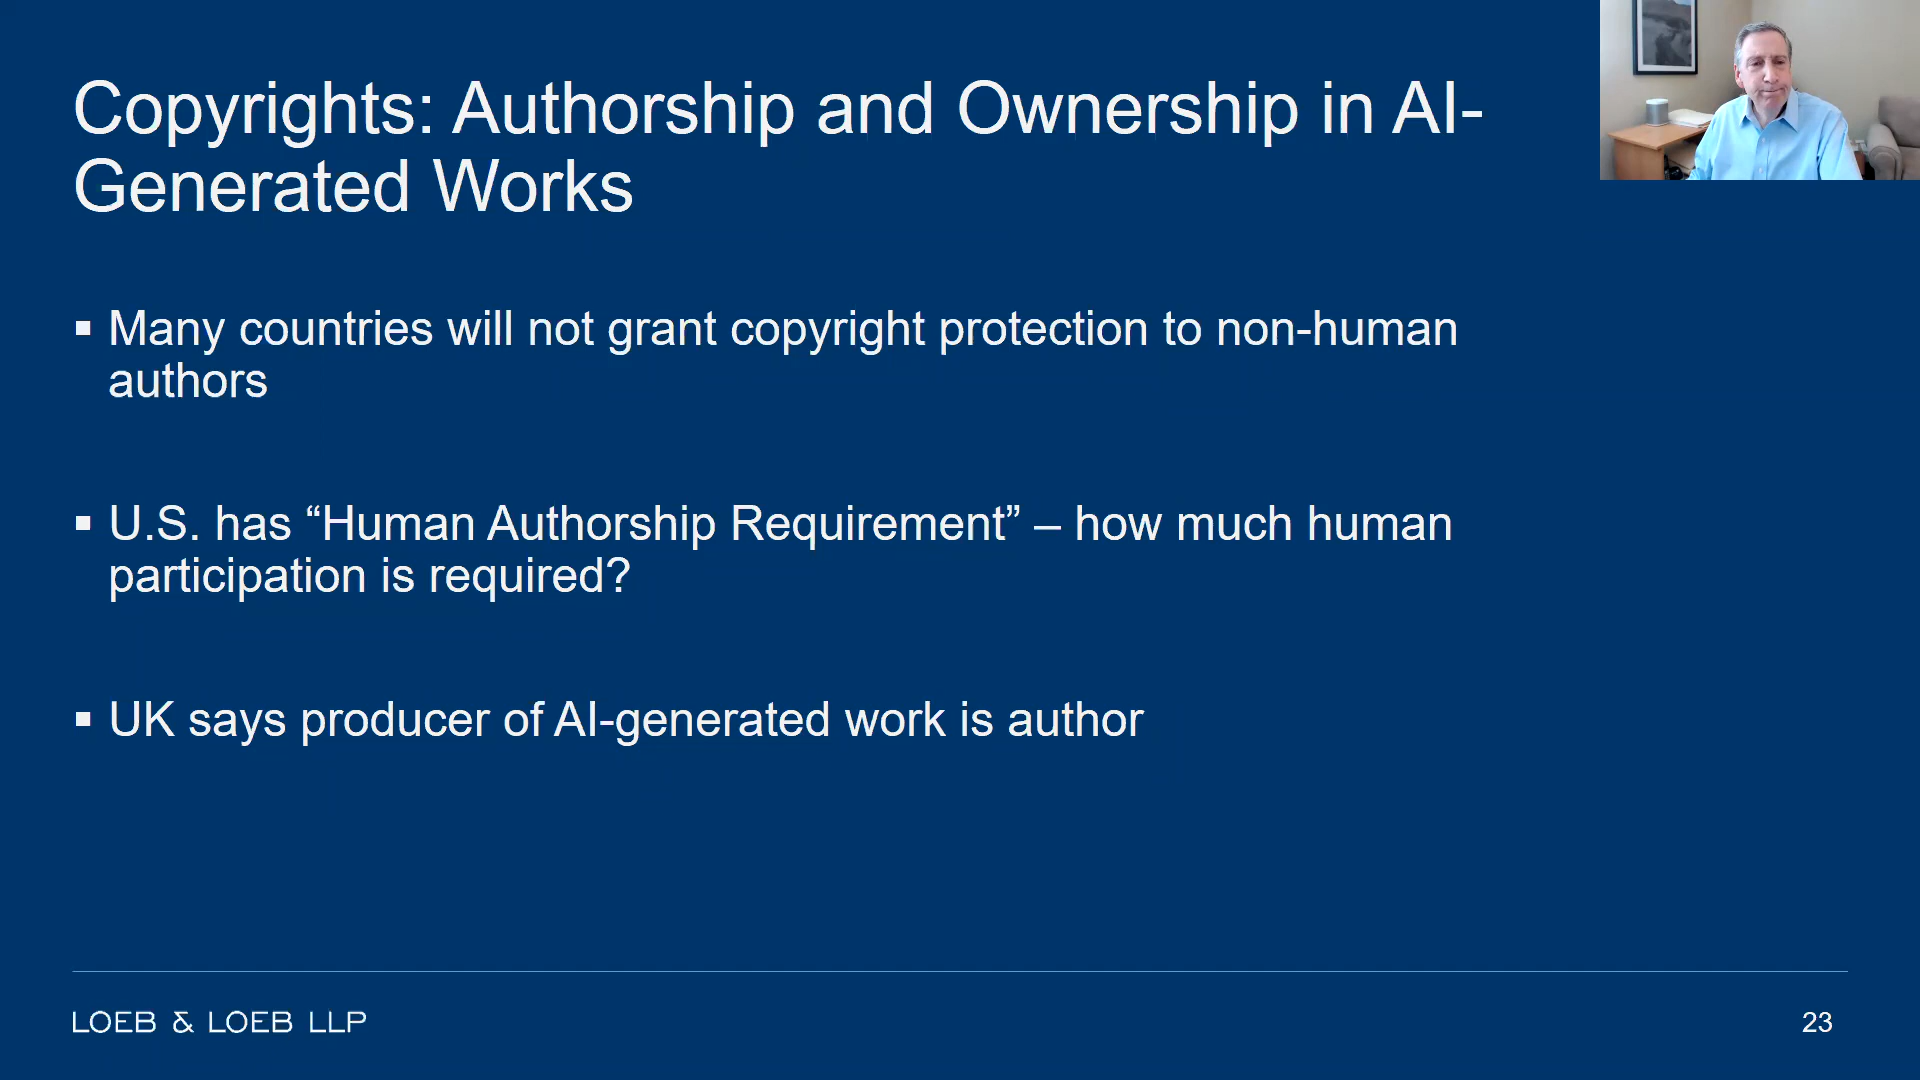 Copyrights: Authorship and Ownership in AI-
Generated Works
▪ Many countries will not grant copyright protection to non-human
authors
▪ U.S. has “Human Authorship Requirement” – how much human
participation is required?
▪ UK says producer of AI-generated work is author
LOEB & LOEB LLP
23